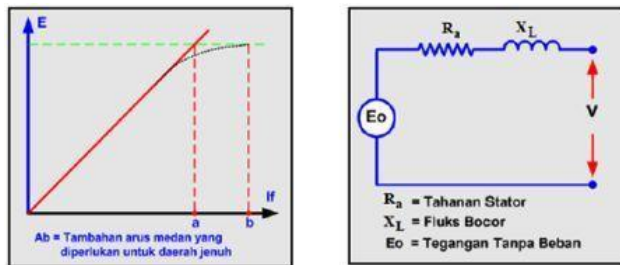 E
If
a
b
Ab = Tambahan arus medan yang
diperlukan untuk daerah jenuh
Ra
XL
Eo
V
Ra = Tahanan Stator
XL = Fluks Bocor
Eo = Tegangan Tanpa Beban